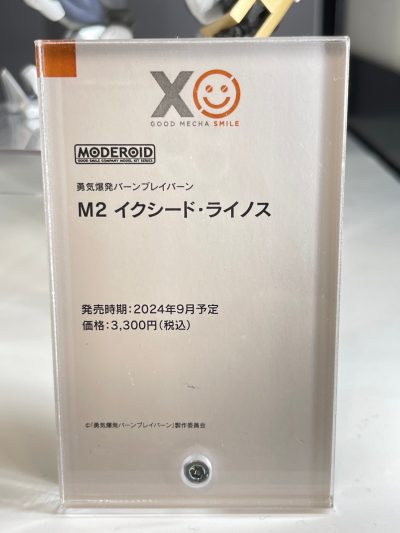 XO
GOOD MECHA SMILE
MODEROID
GOOD SMILE COMPANY MODEL KIT SERIES
勇気爆発バーンブレイバーン
M2 イクシード・ライノス
発売時期:2024年9月予定
価格:3,300円(税込)
©「勇気爆発バーンブレイバーン」製作委員会